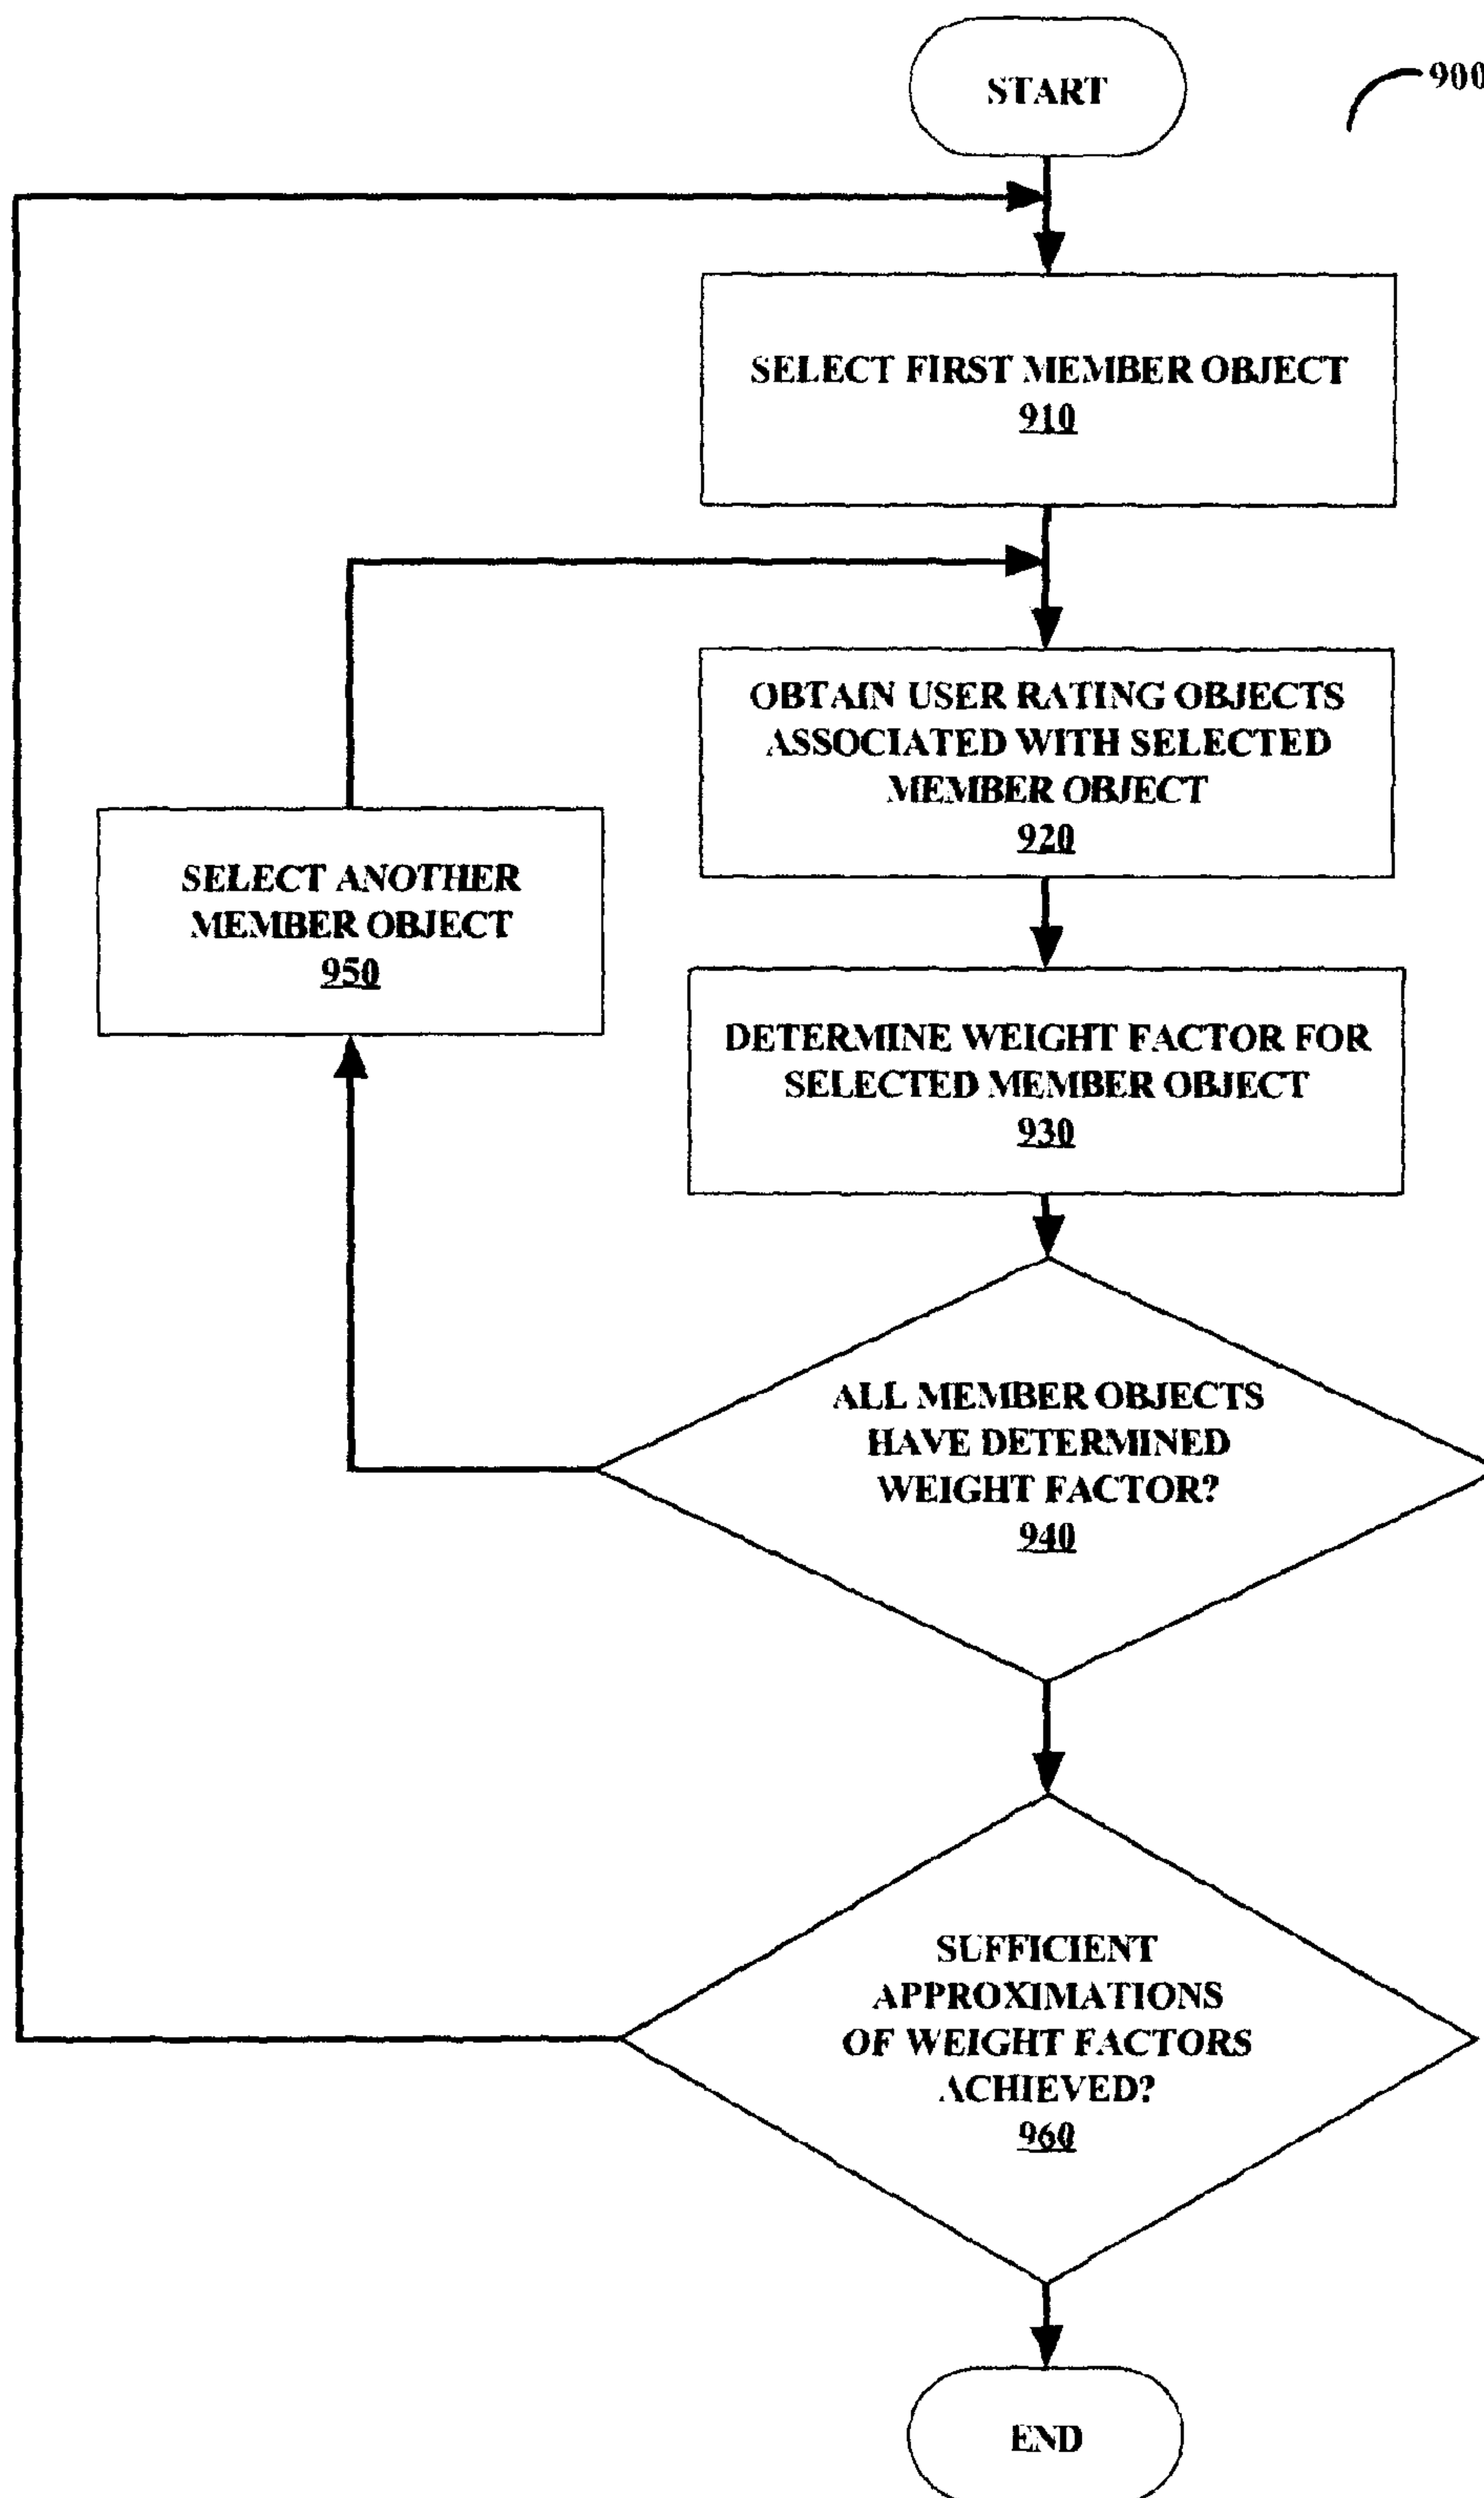 START
900
SELECT FIRST MEMBER OBJECT
910
OBTAIN USER RATING OBJECTS
ASSOCIATED WITH SELECTED
MEMBER OBJECT
920
SELECT ANOTHER
MEMBER OBJECT
950
DETERMINE WEIGHT FACTOR FOR
SELECTED MEMBER OBJECT
930
ALL MEMBER OBJECTS
HAVE DETERMINED
WEIGHT FACTOR?
940
SUFFICIENT
APPROXIMATIONS
OF WEIGHT FACTORS
ACHIEVED?
960
END